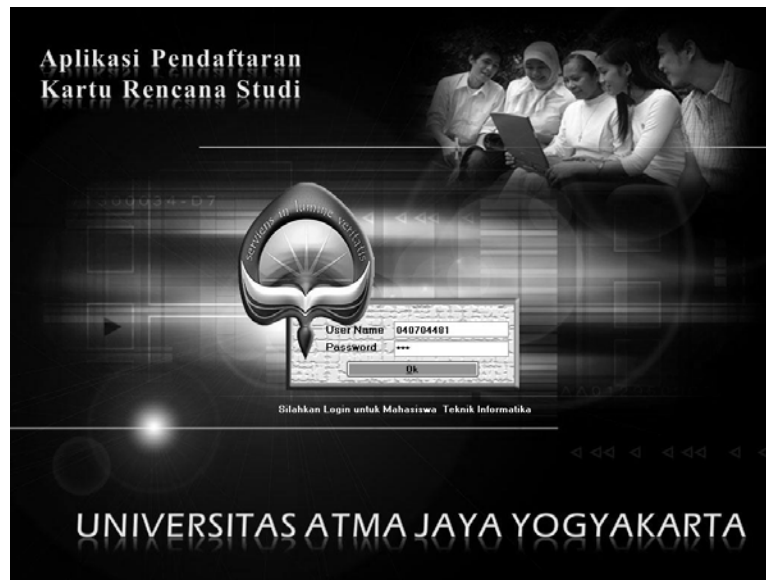 Aplikasi Pendaftaran
Kartu Rencana Studi
serviens in lumine veritatis
User Name 040704401
Password ***
Ok
Silahkan Login untuk Mahasiswa Teknik Informatika
UNIVERSITAS ATMA JAYA YOGYAKARTA